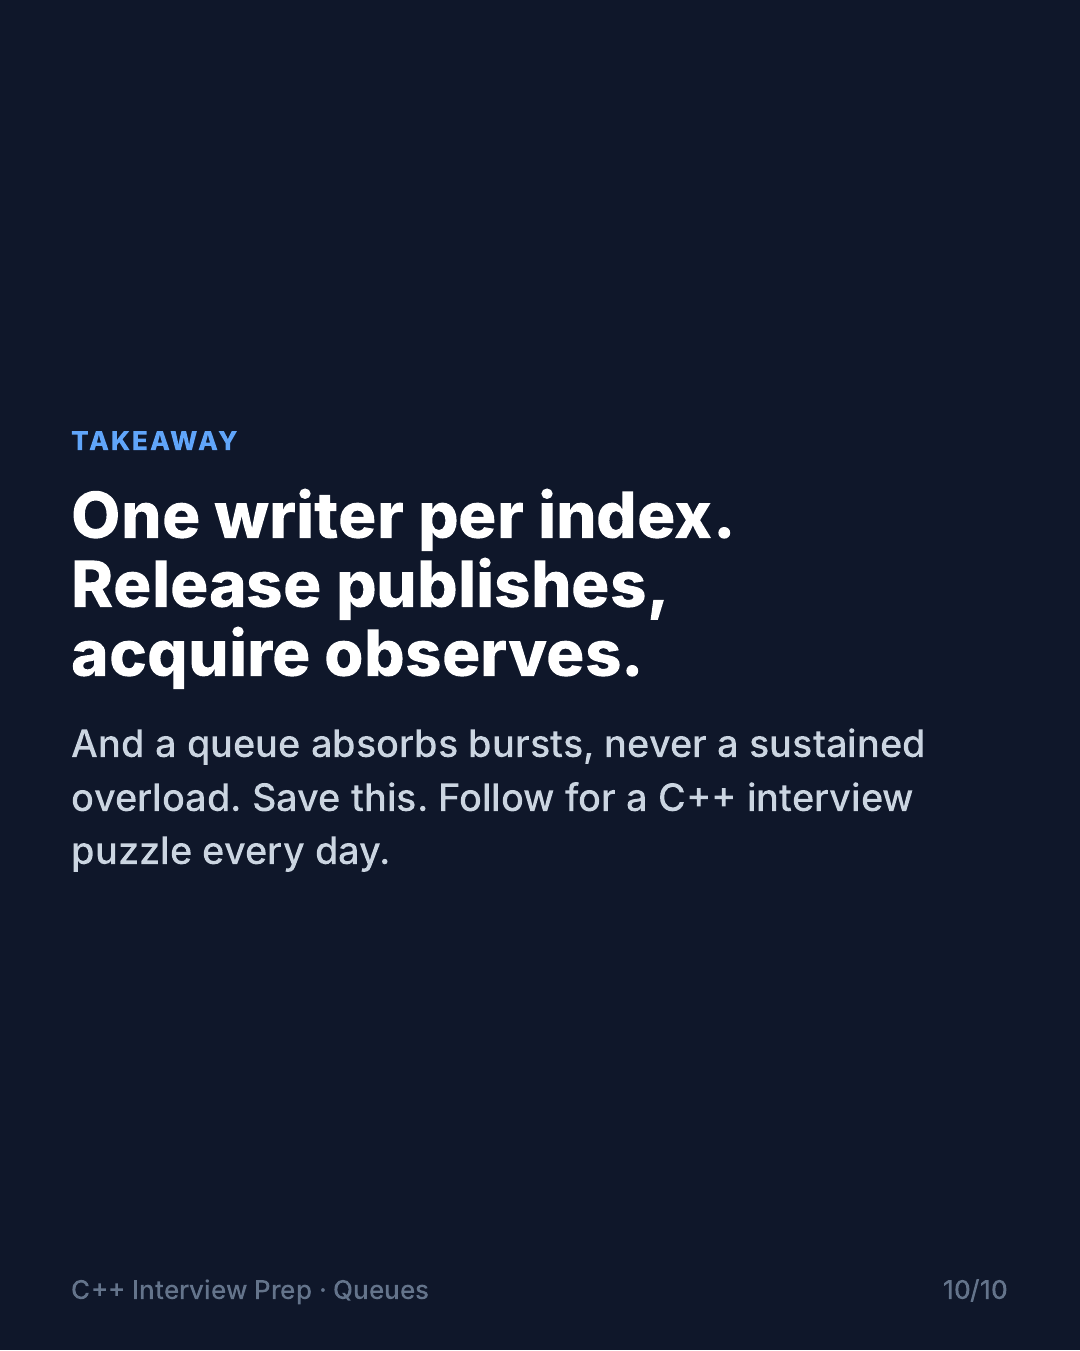 TAKEAWAY
One writer per index.
Release publishes,
acquire observes.
And a queue absorbs bursts, never a sustained
overload. Save this. Follow for a C++ interview
puzzle every day.
C++ Interview Prep · Queues
10/10